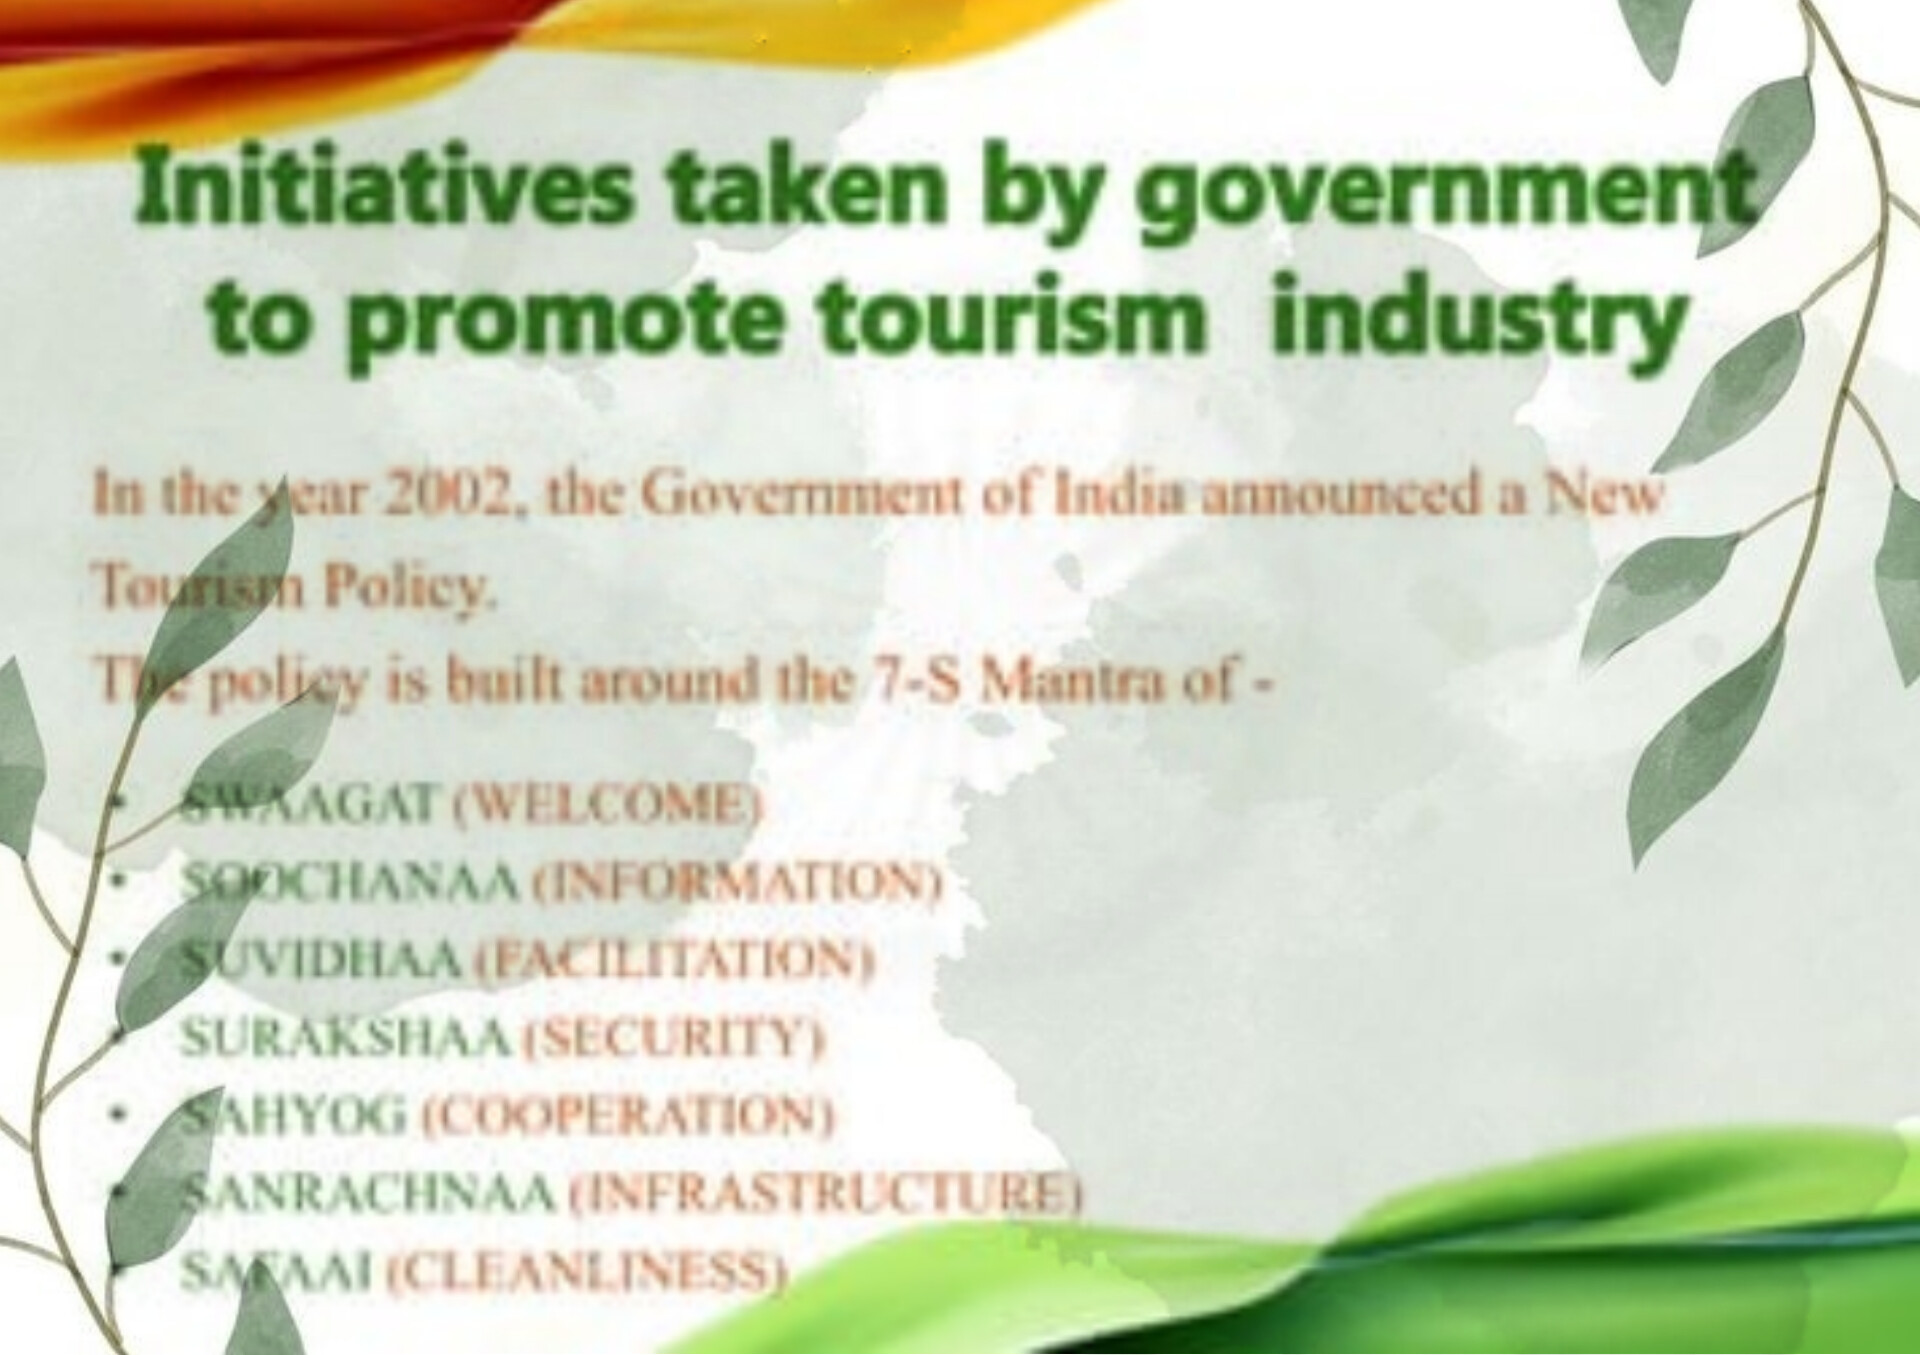 Initiatives taken by government
to promote tourism industry
In the year 2002, the Government of India announced a New
Tourism Policy.
The policy is built around the 7-S Mantra of -
• SWAAGAT (WELCOME)
• SOOCHANAA (INFORMATION)
• SUVIDHAA (FACILITATION)
• SURAKSHAA (SECURITY)
• SAHYOG (COOPERATION)
• SANRACHNAA (INFRASTRUCTURE)
• SAFAAI (CLEANLINESS)